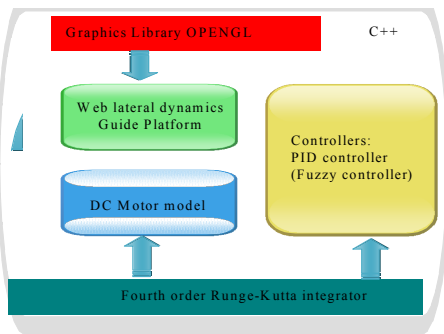 Graphics Library OPENGL
C++
Web lateral dynamics
Guide Platform
Controllers:
PID controller
(Fuzzy controller)
DC Motor model
Fourth order Runge-Kutta integrator